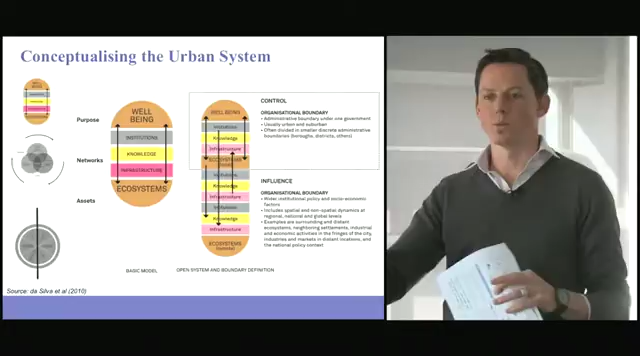 Conceptualising the Urban System
WELL
BEING
Purpose
Networks
Assets
WELL
BEING
INSTITUTIONS
KNOWLEDGE
INFRASTRUCTURE
ECOSYSTEMS
BASIC MODEL
WELL BEING
Institutions
Knowledge
Infrastructure
ECOSYSTEMS
Institutions
Knowledge
Infrastructure
Institutions
Knowledge
Infrastructure
ECOSYSTEMS
OPEN SYSTEM AND BOUNDARY DEFINITION
CONTROL
ORGANISATIONAL BOUNDARY
• Administrative boundary under one government
• Usually urban and suburban
• Often divided in smaller discrete administrative
boundaries (boroughs, districts, others)
INFLUENCE
ORGANISATIONAL BOUNDARY
• Wider institutional policy and socio-economic
factors
• Includes spatial and non-spatial dynamics at
regional, national and global levels
• Examples are surrounding and distant
ecosystems, neighboring settlements, industrial
and economic activities in the fringes of the city,
industries and markets in distant locations, and
the national policy context
Source: da Silva et al (2010)